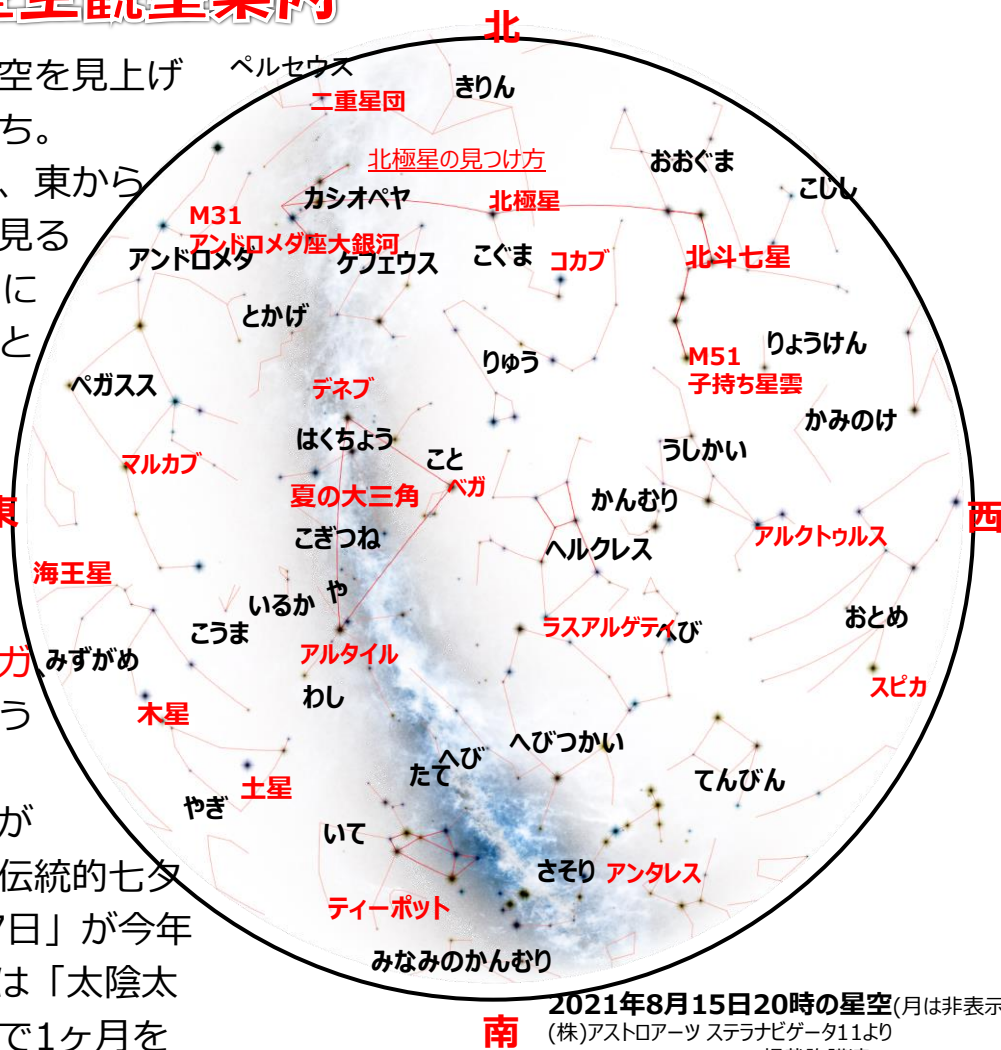 北
空を見上げ
ち。
、東から
見る
に
と
ペルセウス
きりん
二重星団
北極星の見つけ方
おおぐま
こじし
カシオペヤ
北極星
M31
アンドロメダ座大銀河
アンドロメダ
ケフェウス
こぐま
コカブ
北斗七星
とかげ
りゅう
りょうけん
M51
子持ち星雲
ペガスス
デネブ
かみのけ
はくちょう
うしかい
マルカブ
こと
ベガ
夏の大三角
かんむり
東
西
こぎつね
ヘルクレス
アルクトゥルス
海王星
いるか
や
こうま
おとめ
ラスアルゲティ
へび
ガ
みずがめ
アルタイル
スピカ
う
わし
木星
へびつかい
へび
たて
てんびん
土星
やぎ
が
いて
伝統的七夕
さそり
アンタレス
ティーポット
7日」が今年
みなみのかんむり
は「太陰太
で1ヶ月を
南
2021年8月15日20時の星空(月は非表示
(株)アストロアーツ ステラナビゲータ11より